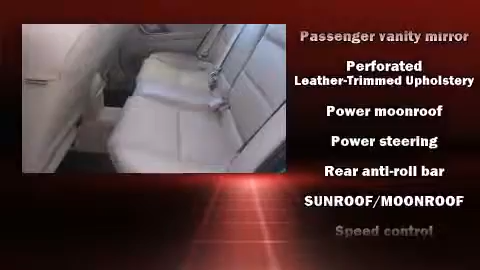 Passenger vanity mirror
Perforated
Leather-Trimmed Upholstery
Power moonroof
Power steering
Rear anti-roll bar
SUNROOF/MOONROOF
Speed control